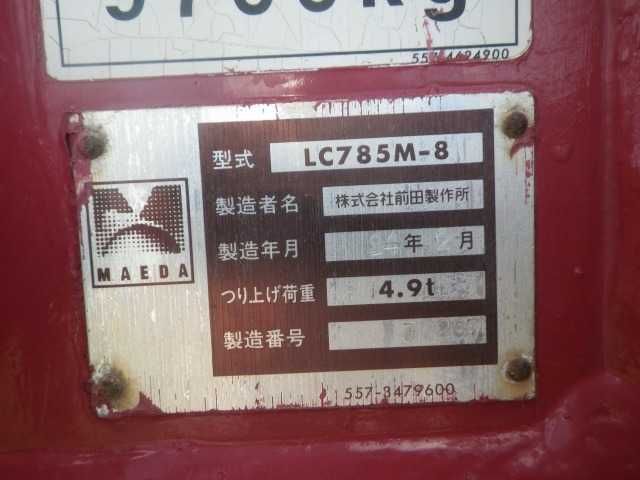 557-4494900
型式 LC785M-8
製造者名 株式会社前田製作所
製造年月 年 月
つり上げ荷重 4.9t
製造番号
MAEDA
557-3479600